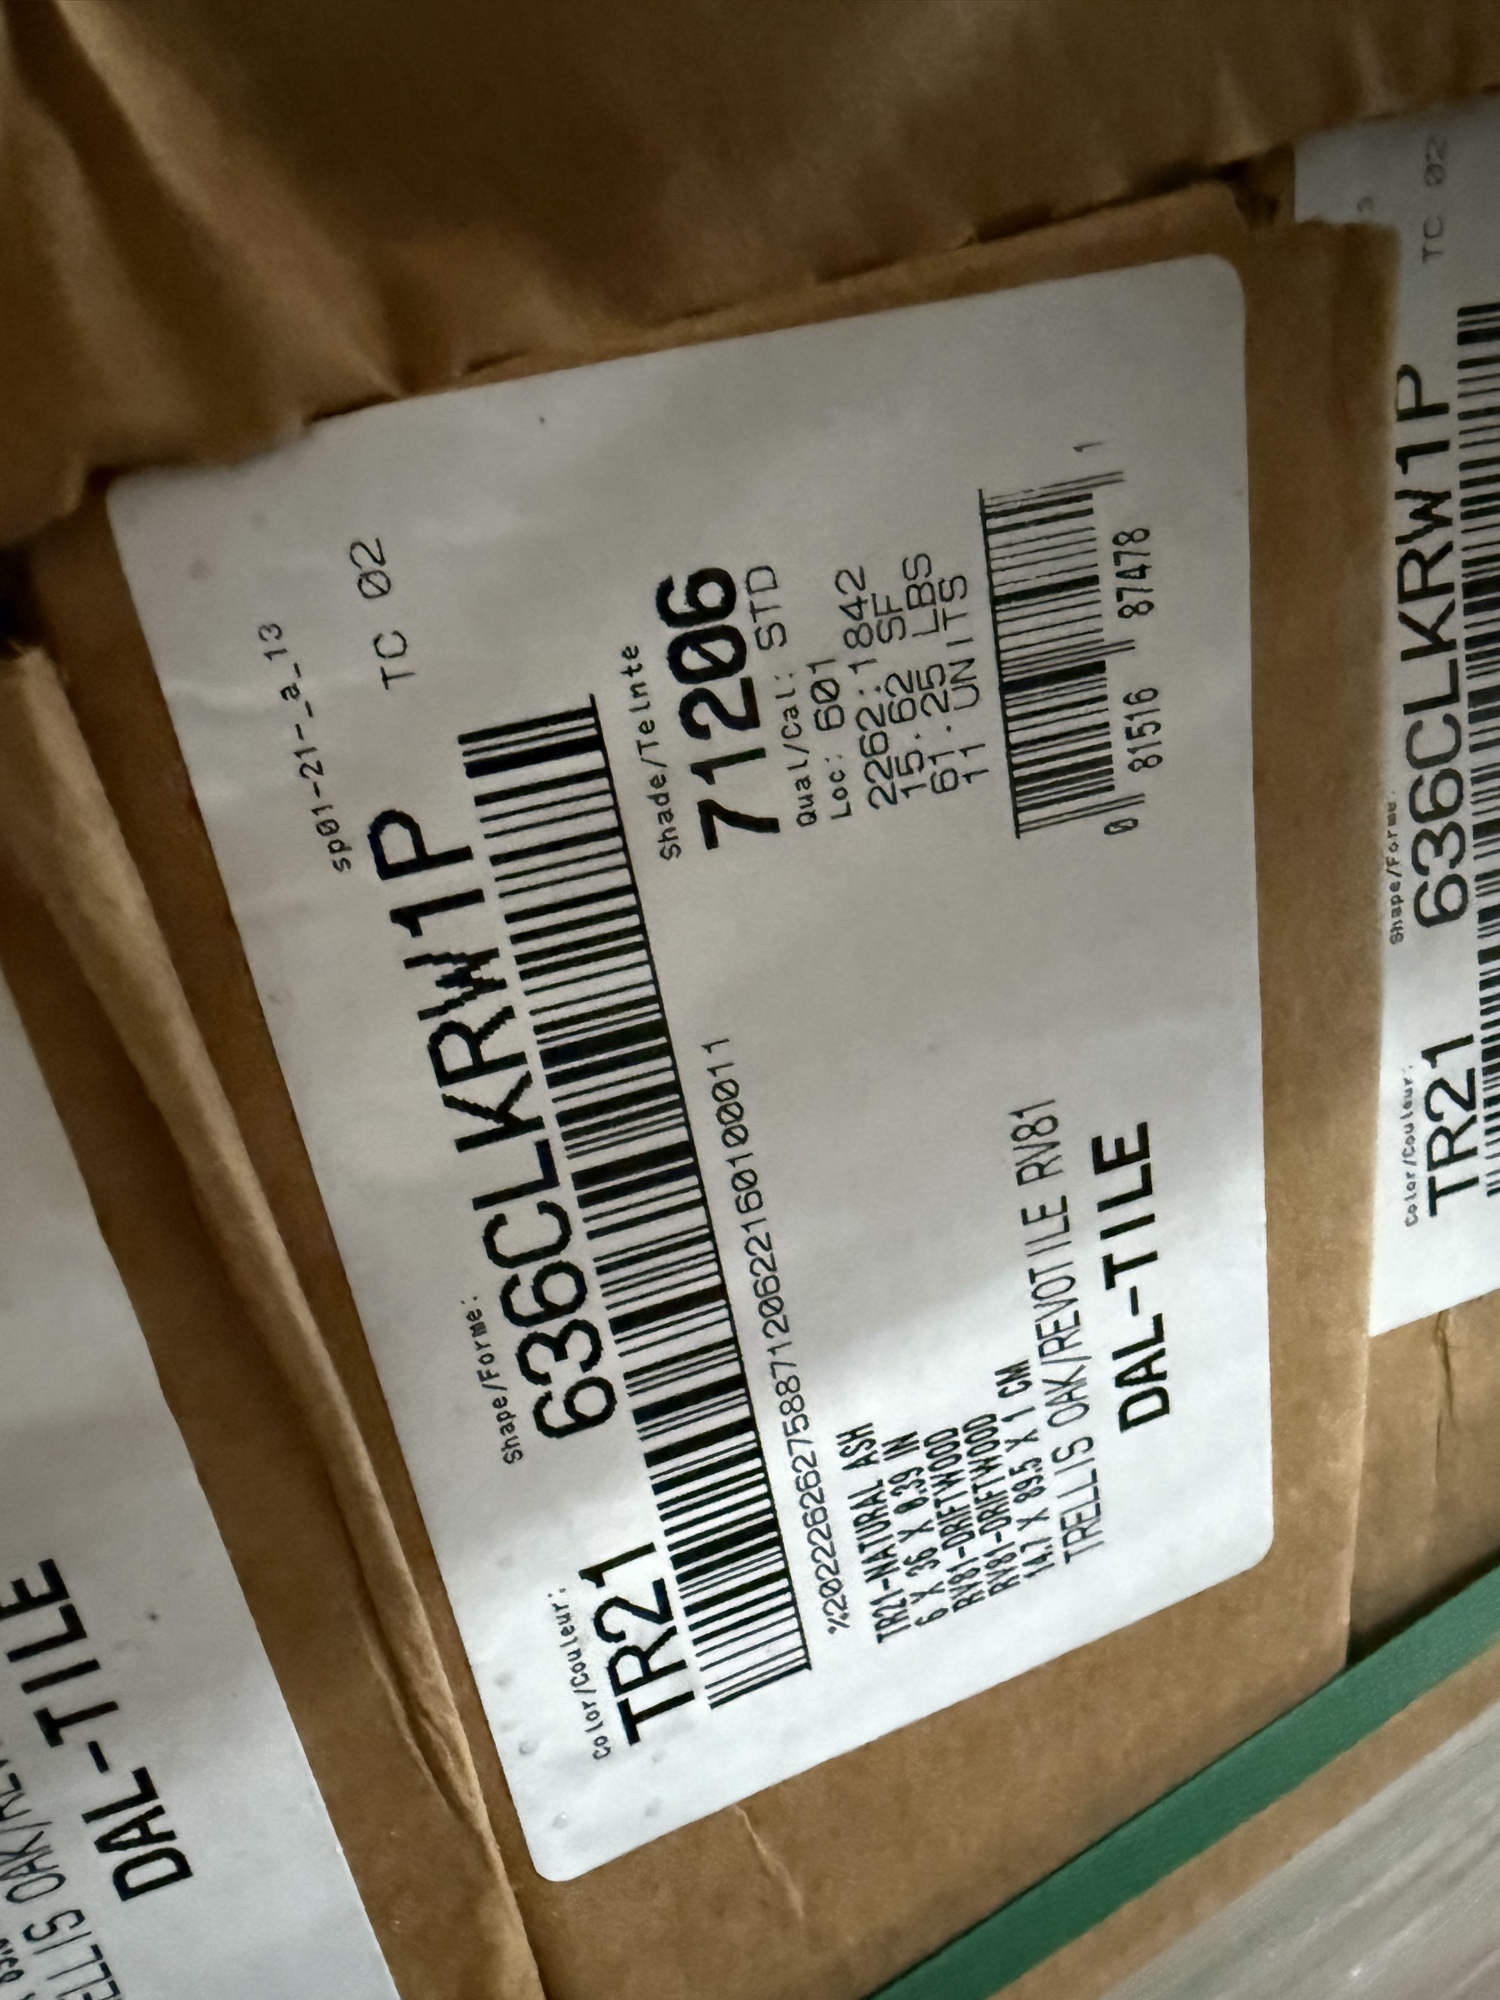 sp01-21-_a_13
TC 02
Color/Couleur:
Shape/Forme:
TR21
636CLKRW1P
%2022262627588712062216010011
Shade/Teinte
71206
Qual/Cal: STD
Loc: 601
2262:1842
15.62 SF
61.25 LBS
11 UNITS
TR21-NATURAL ASH
6 X 36 X 0.39 IN
RV81-DRIFTWOOD
RV81-DRIFTWOOD
14.7 X 89.5 X 1 CM
TRELLIS OAK/REVOTILE RV81
DAL-TILE
0 81516 87478 1
TC 02
Color/Couleur:
Shape/Forme:
TR21
636CLKRW1P
DAL-TILE